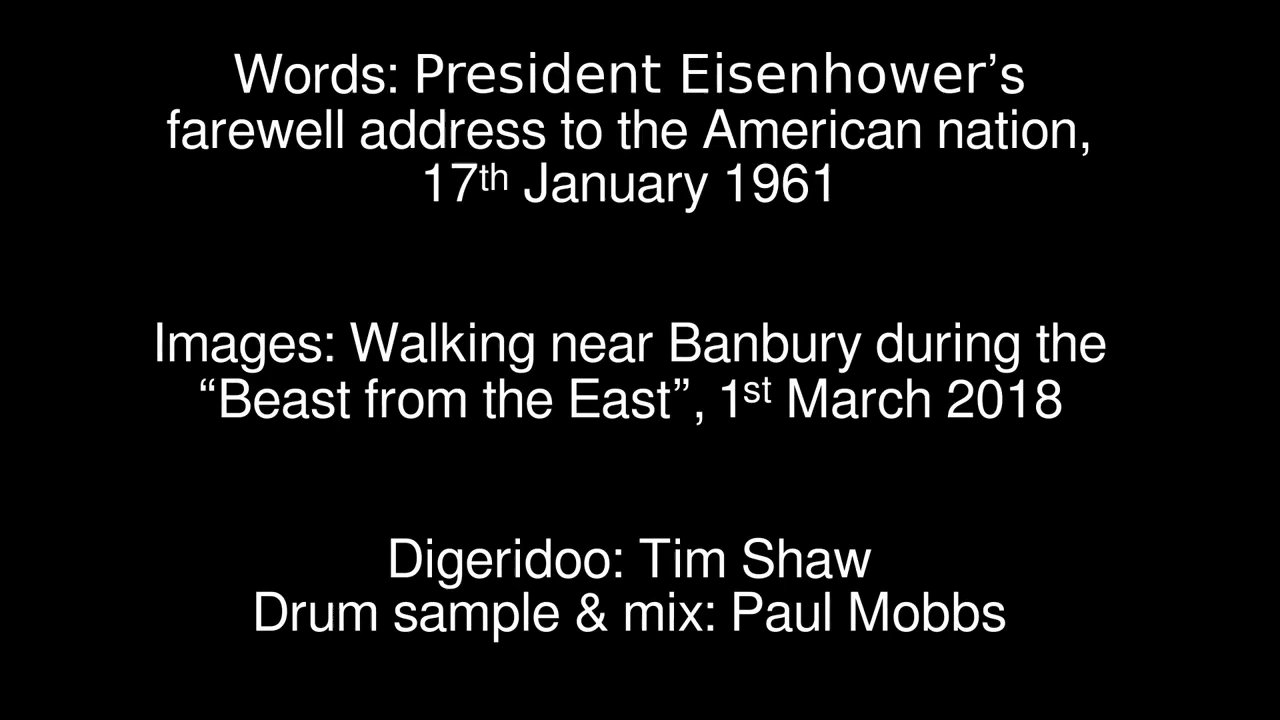 Words: President Eisenhower’s
farewell address to the American nation,
17th January 1961
Images: Walking near Banbury during the
“Beast from the East”, 1st March 2018
Digeridoo: Tim Shaw
Drum sample & mix: Paul Mobbs